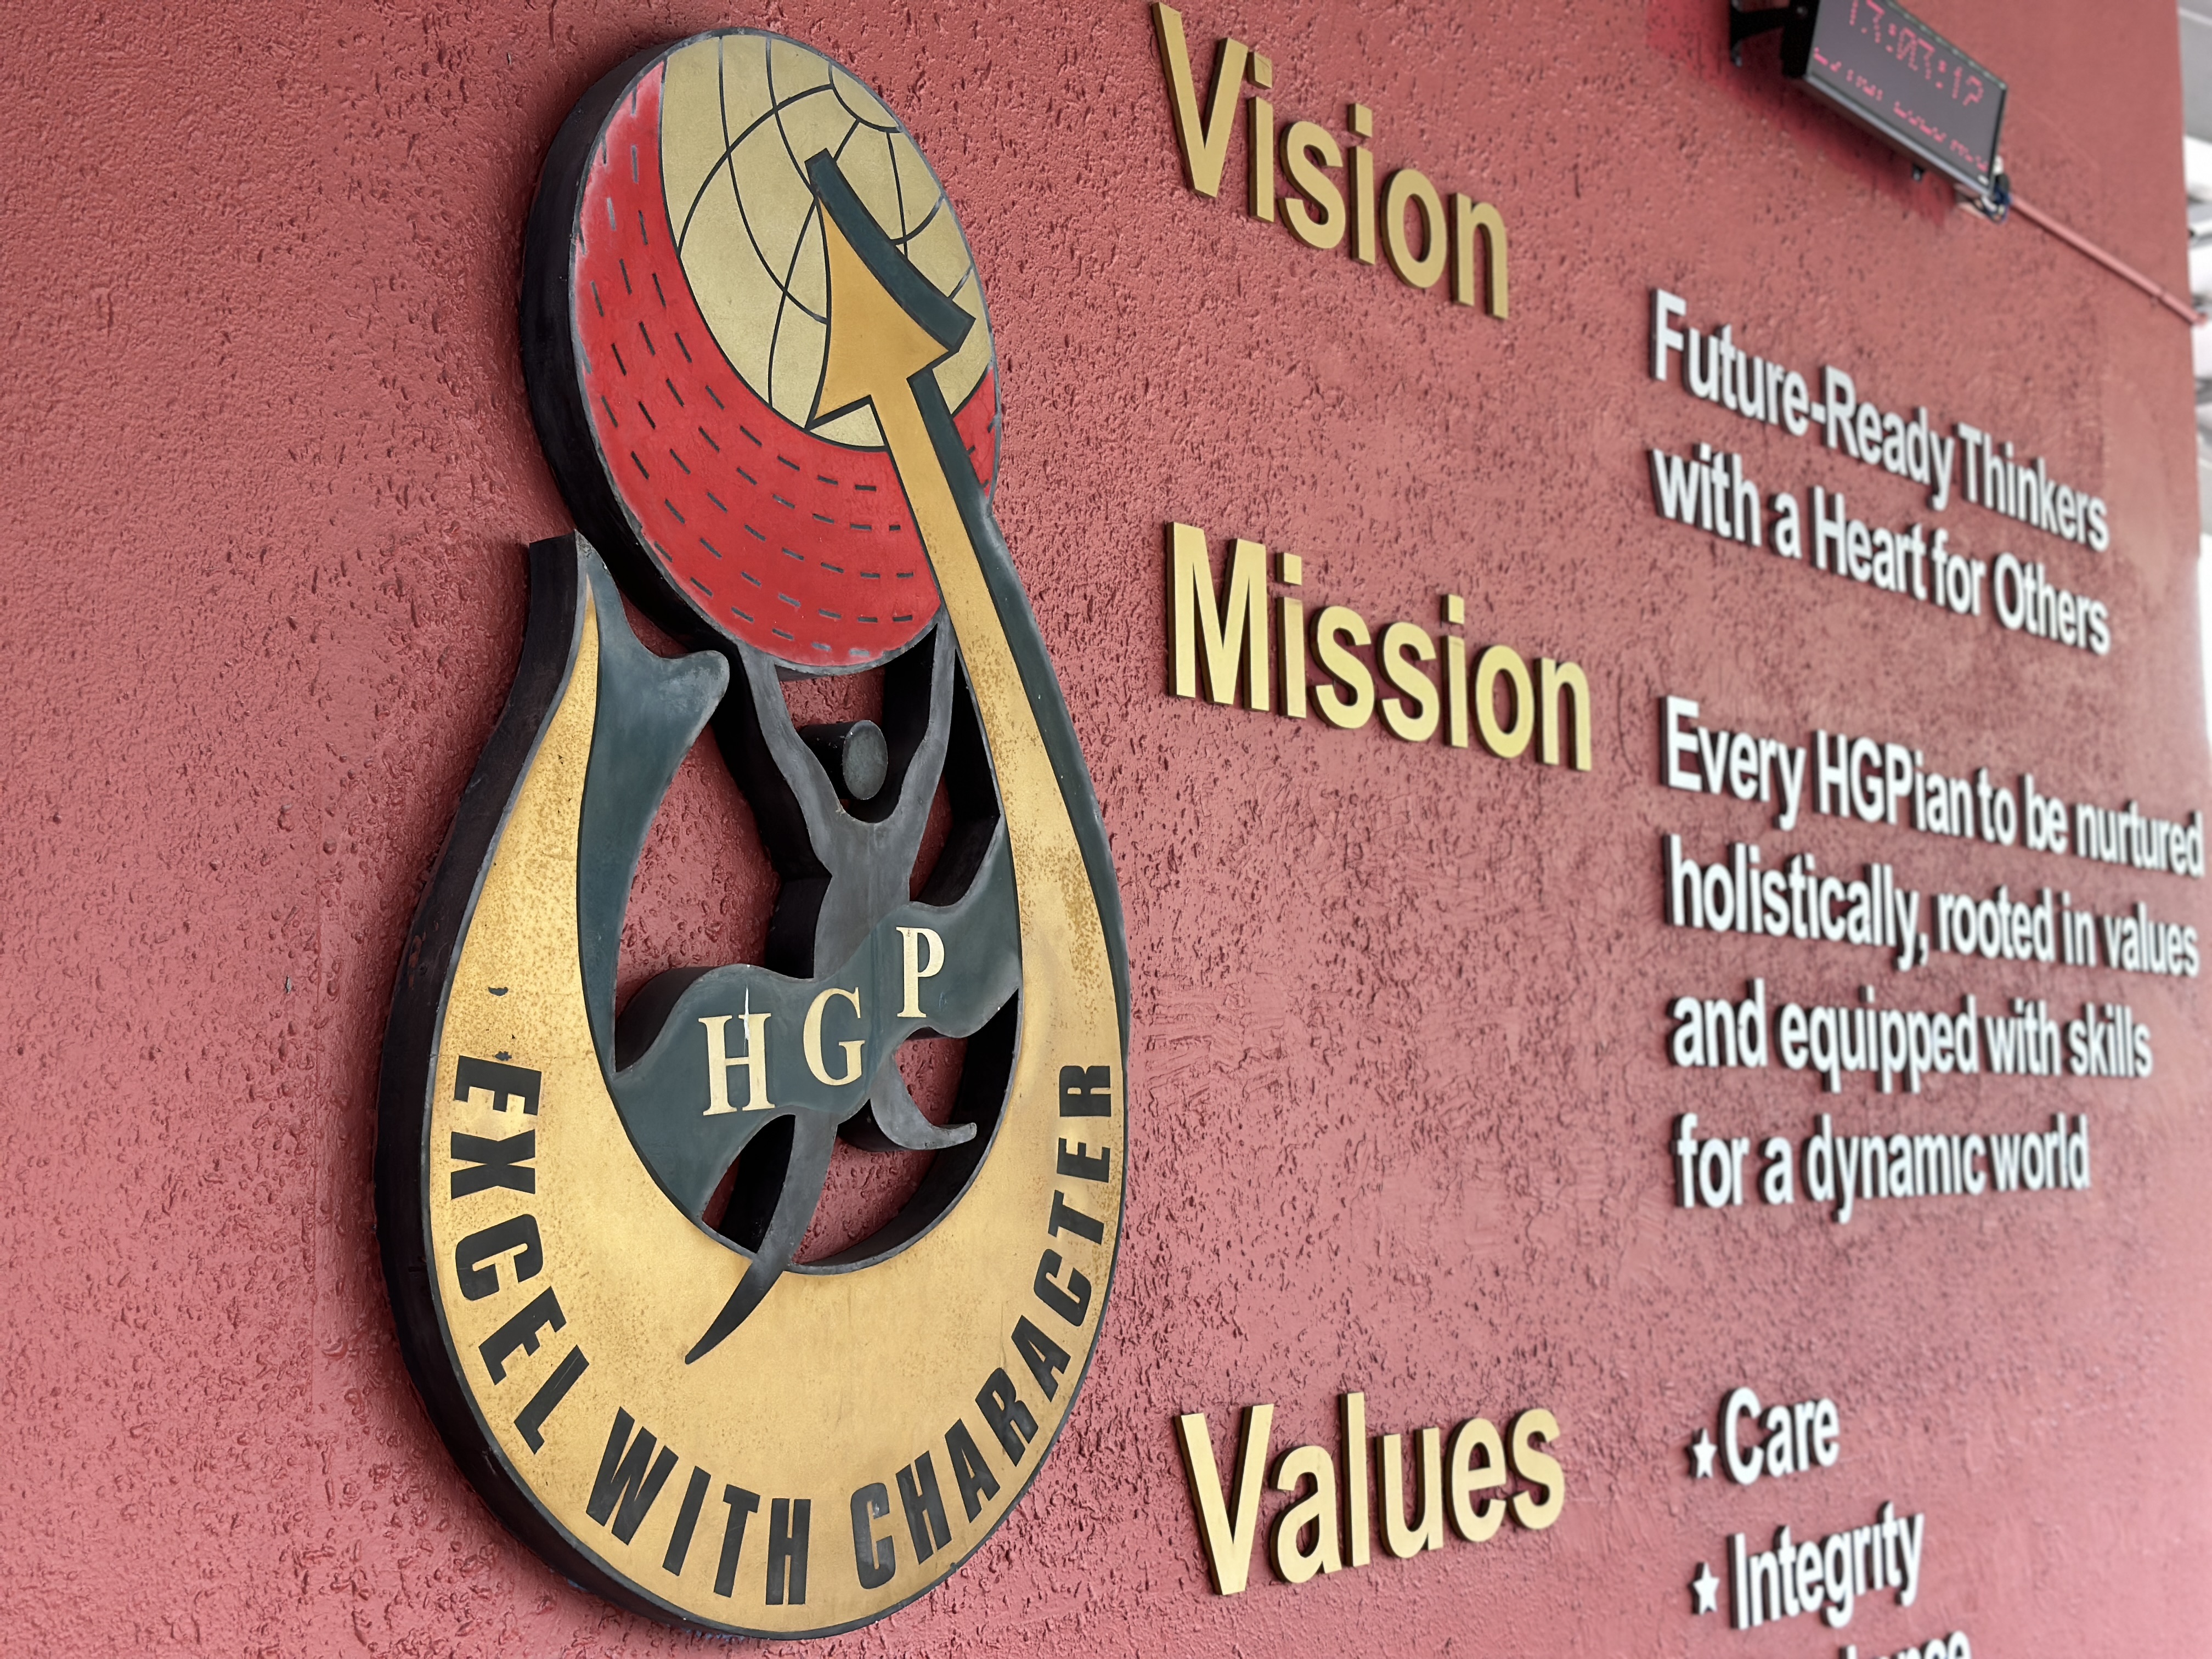 Vision
Future-Ready Thinkers
with a Heart for Others
Mission
Every HGPian to be nurtured
holistically, rooted in values
and equipped with skills
for a dynamic world
Values
★ Care
★ Integrity
HGP
EXCEL WITH CHARACTER